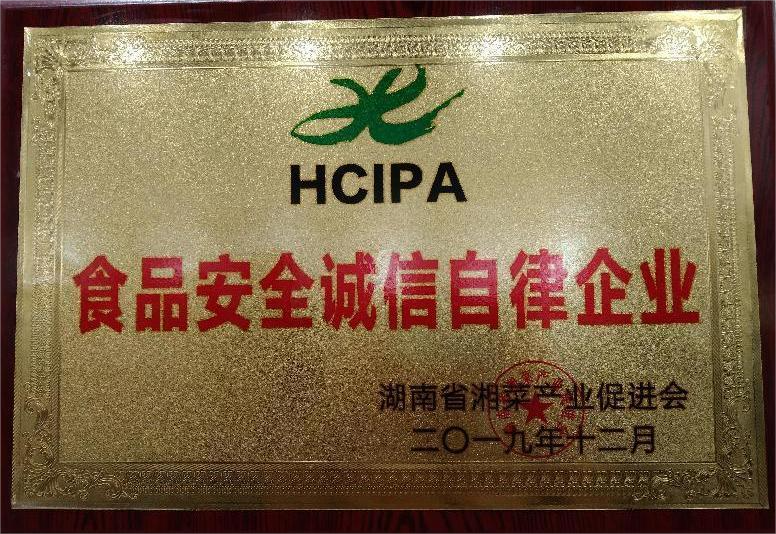 HCIPA
食品安全诚信自律企业
湖南省湘菜产业促进会
二〇一九年十二月